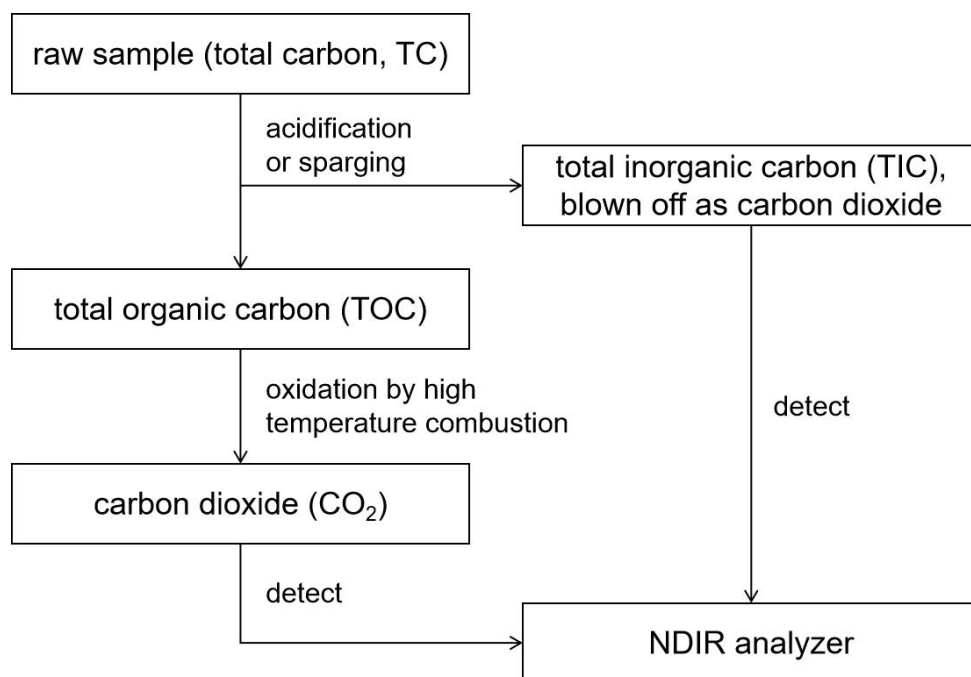 raw sample (total carbon, TC)
acidification
or sparging
total inorganic carbon (TIC),
blown off as carbon dioxide
total organic carbon (TOC)
oxidation by high
temperature combustion
detect
carbon dioxide (CO₂)
detect
NDIR analyzer